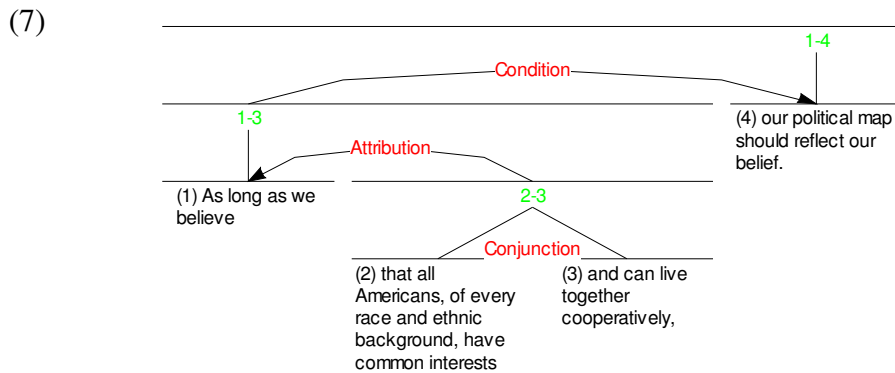 (7)
1-4
Condition
1-3
(4) our political map
should reflect our
belief.
Attribution
(1) As long as we
believe
2-3
Conjunction
(2) that all
Americans, of every
race and ethnic
background, have
common interests
(3) and can live
together
cooperatively,